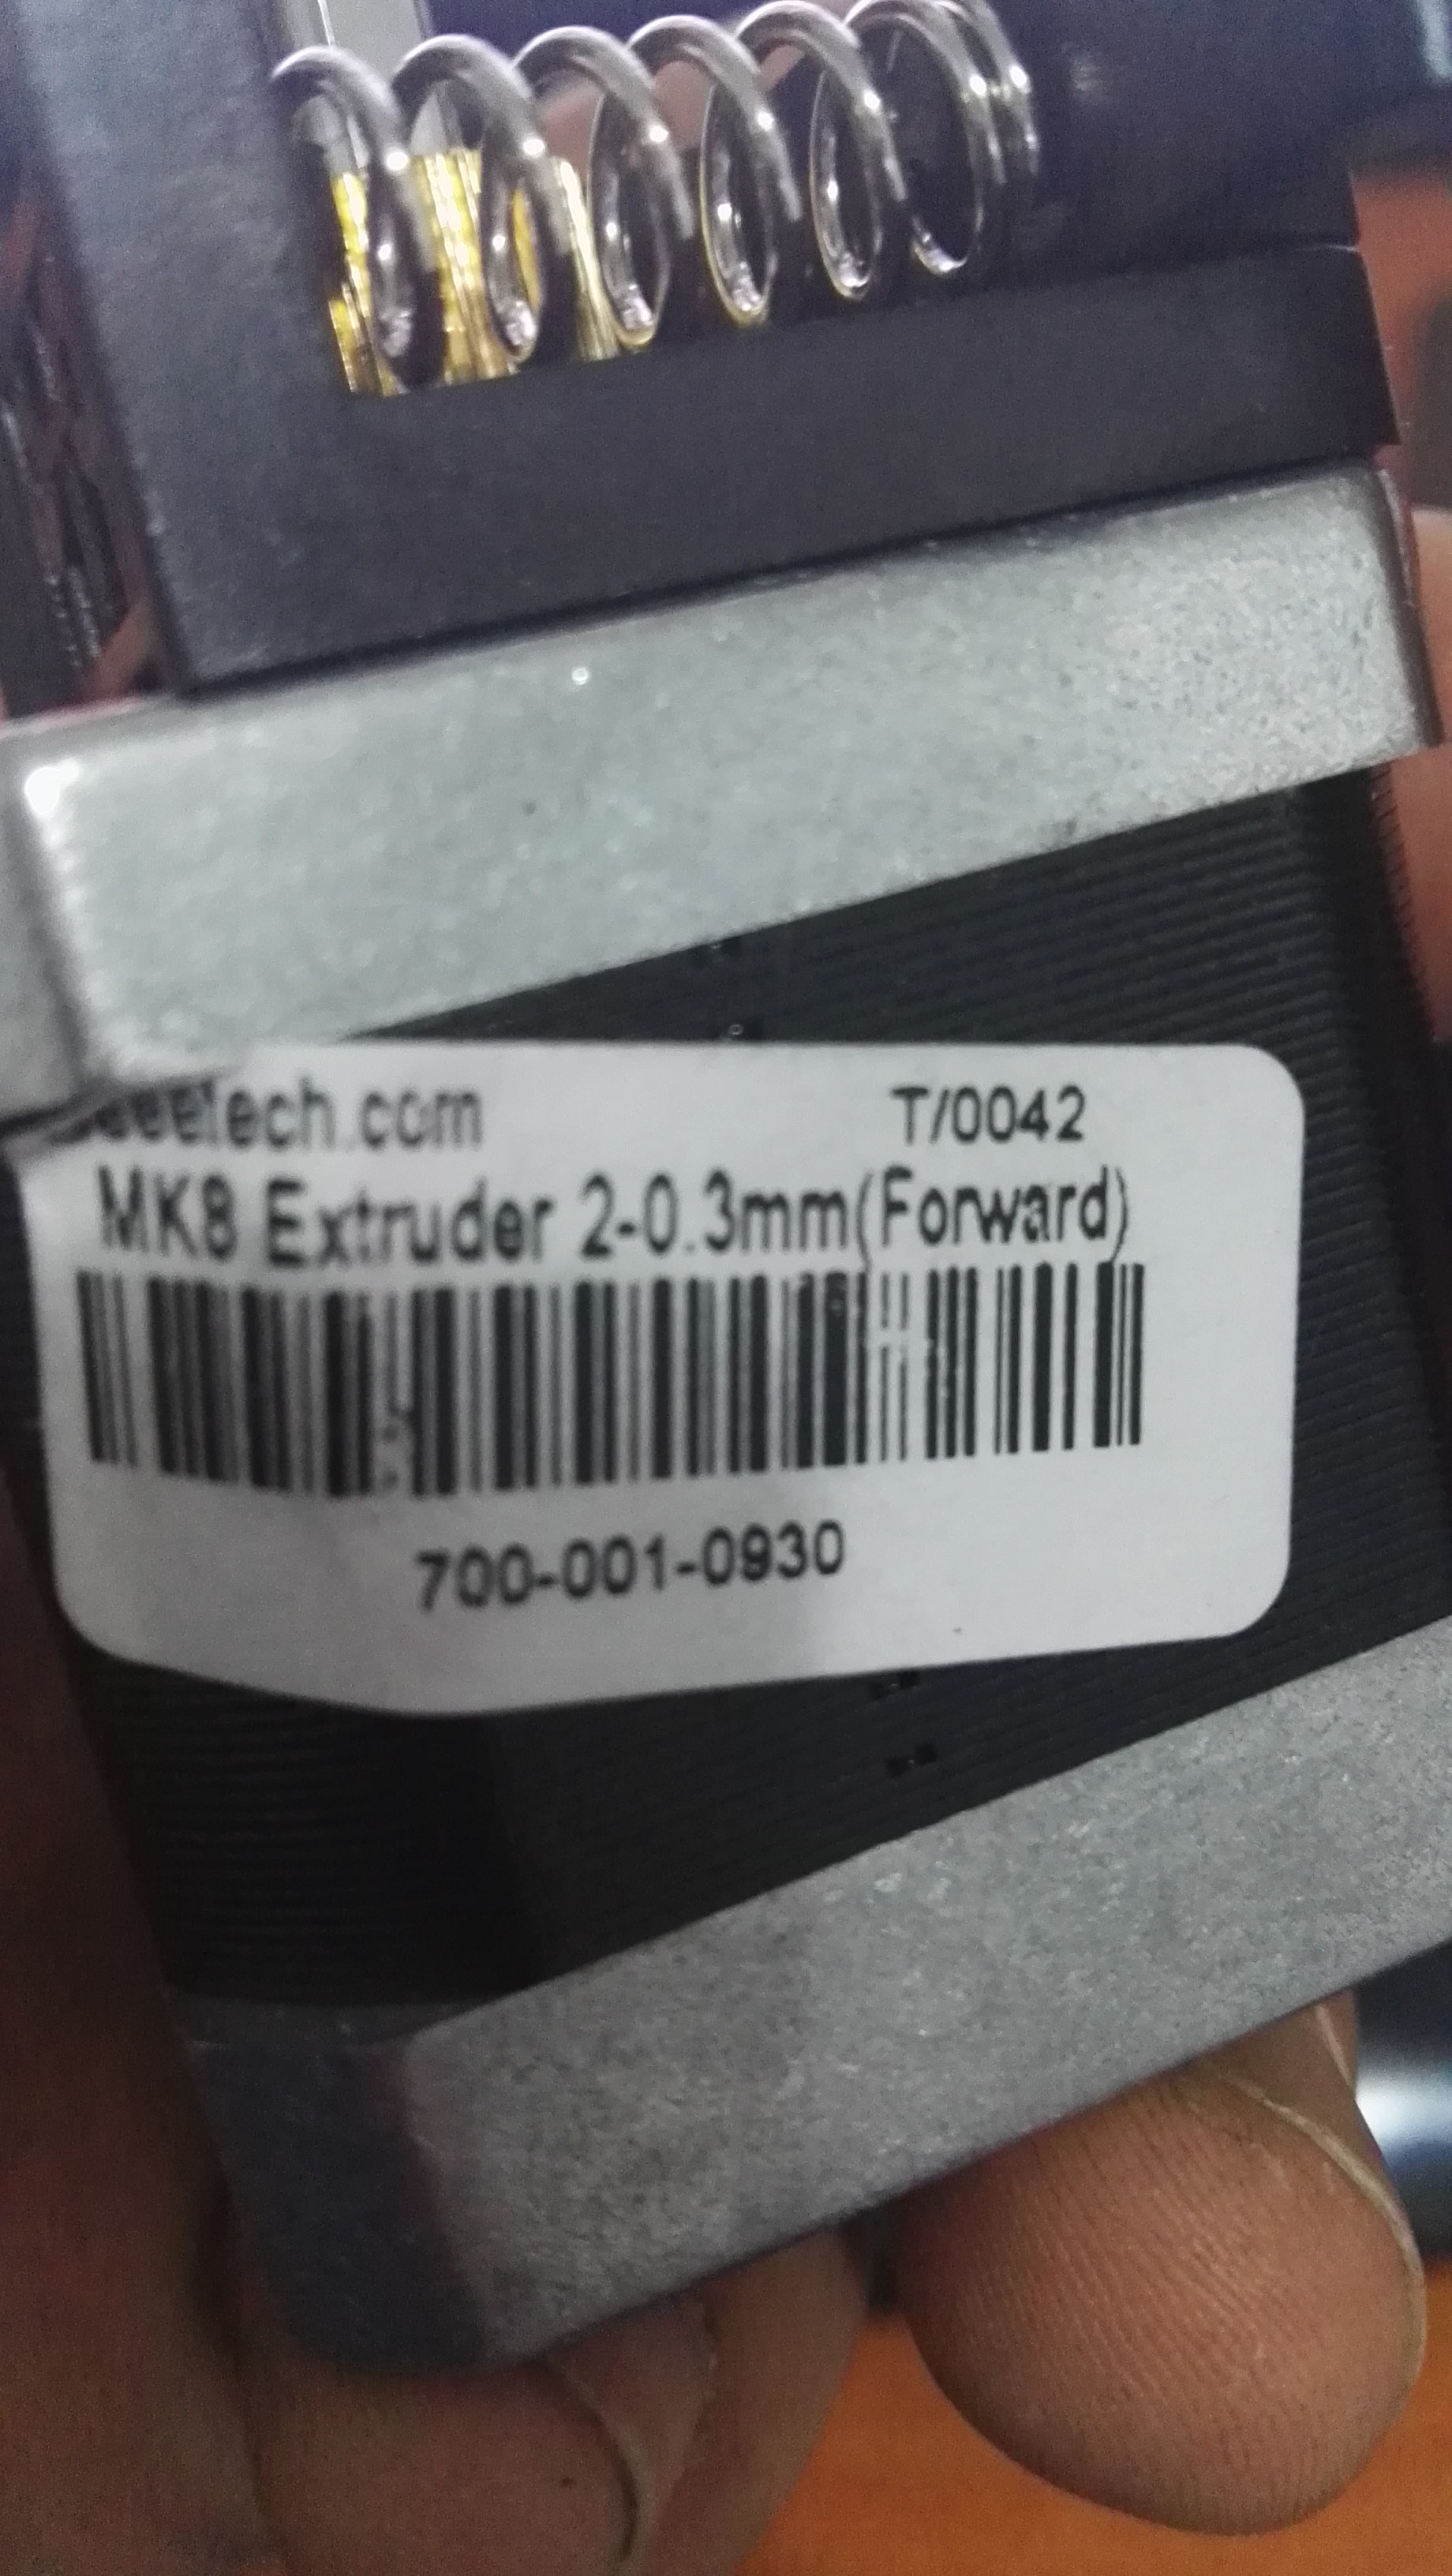 T/0042
MK8 Extruder 2-0.3mm(Forward)
700-001-0930